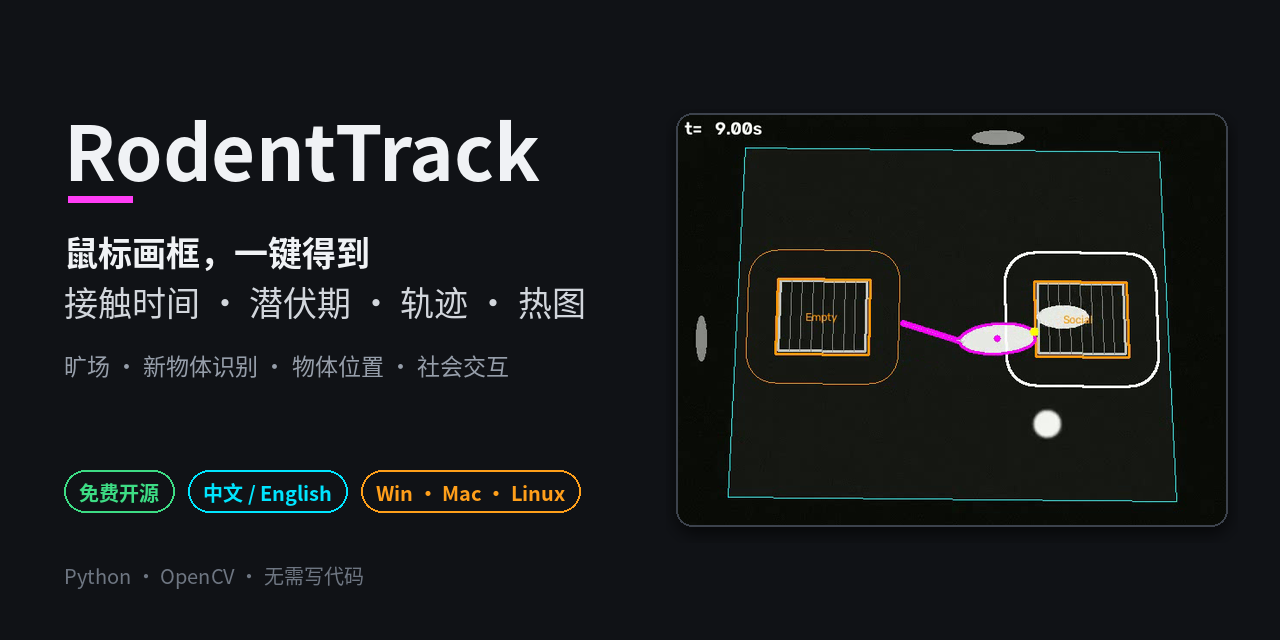 RodentTrack
鼠标画框，一键得到
接触时间 · 潜伏期 · 轨迹 · 热图
旷场 · 新物体识别 · 物体位置 · 社会交互
免费开源
中文 / English
Win · Mac · Linux
Python · OpenCV · 无需写代码
t= 9.00s
Empty
Social